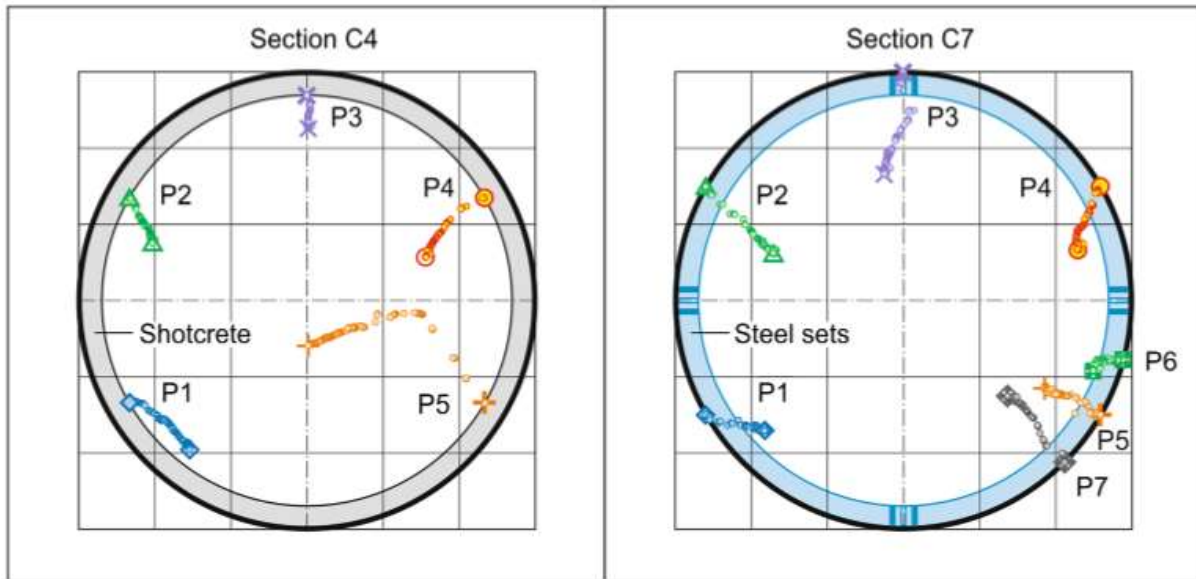 Section C4
P3
P2
P4
Shotcrete
P1
P5
Section C7
P3
P2
P4
Steel sets
P6
P1
P5
P7